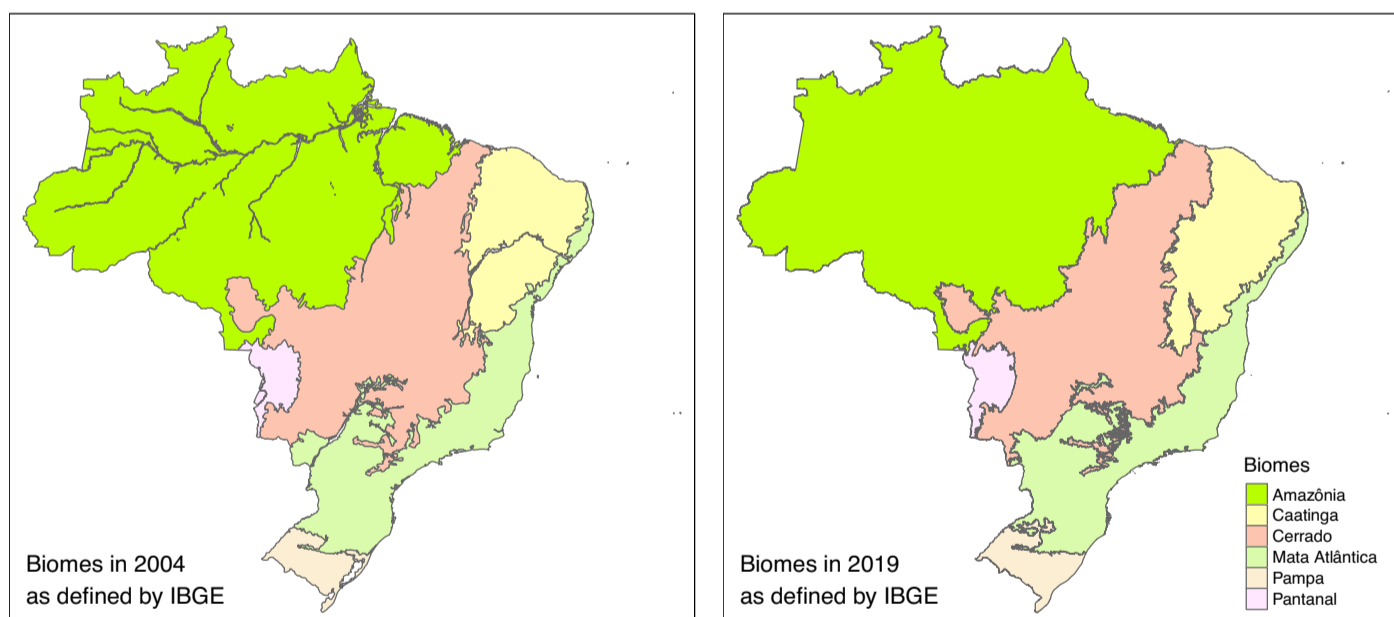 Biomes in 2004
as defined by IBGE
Biomes in 2019
as defined by IBGE
Biomes
Amazônia
Caatinga
Cerrado
Mata Atlântica
Pampa
Pantanal